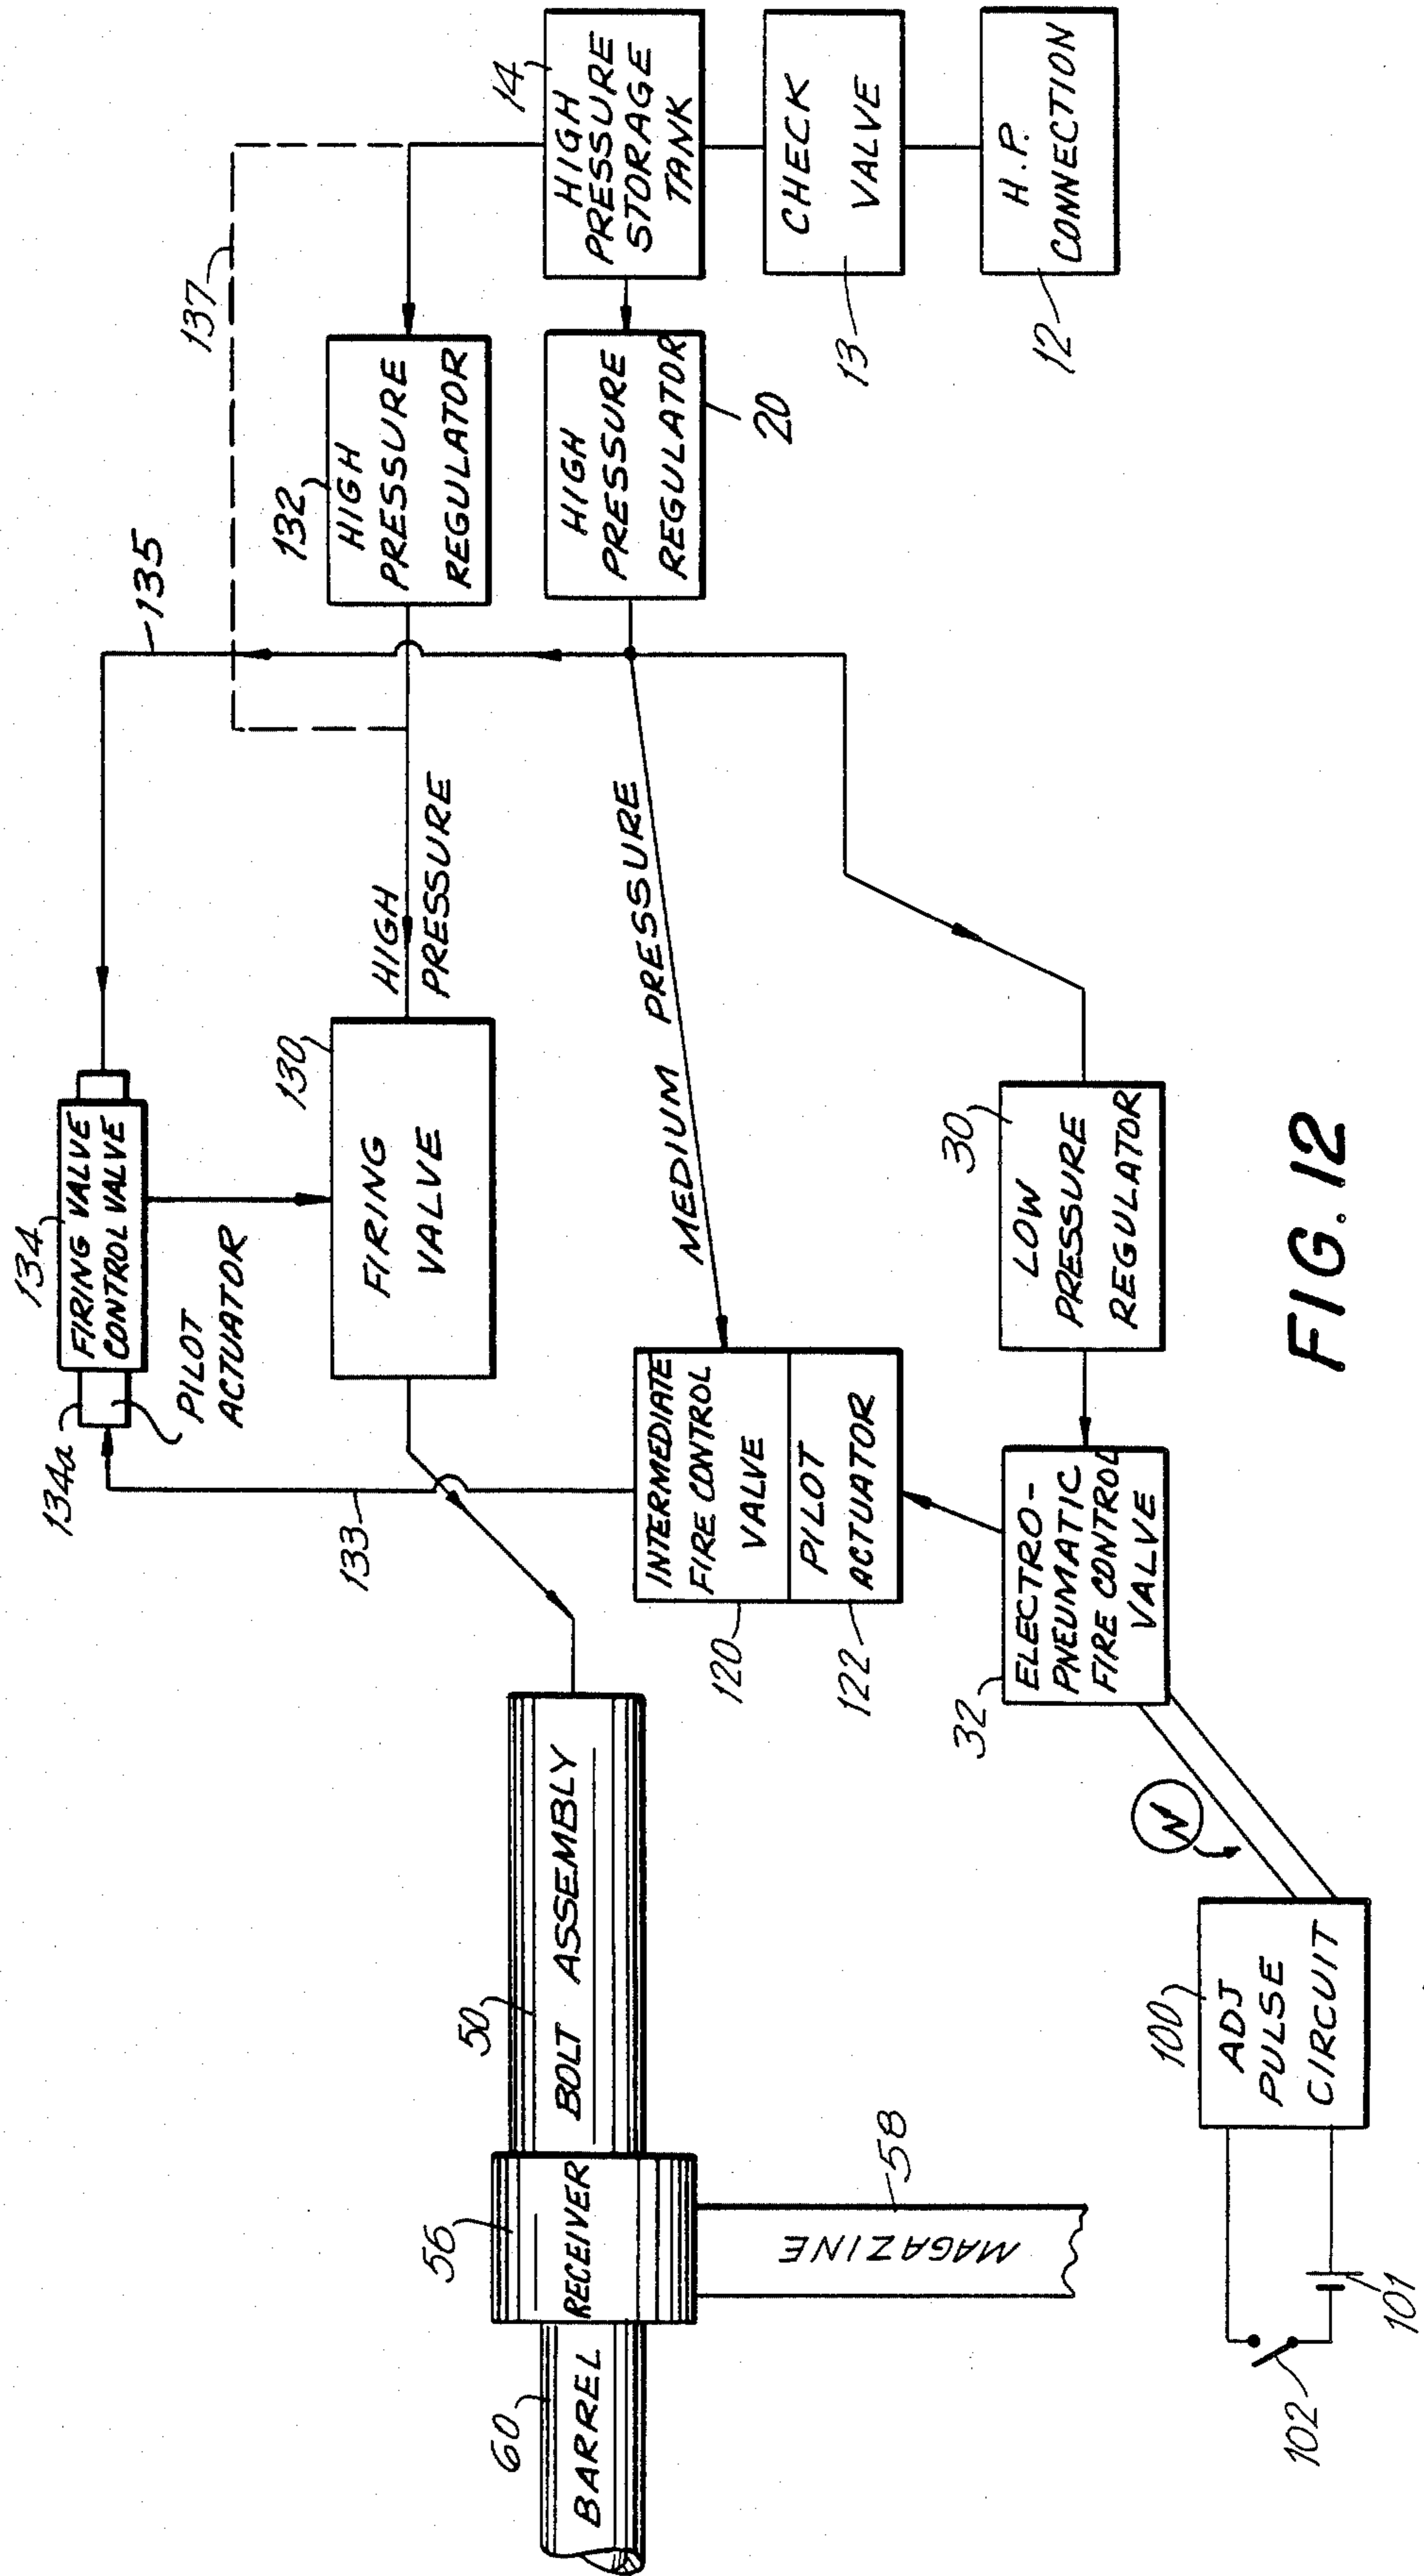 134
FIRING VALVE
CONTROL VALVE
134a
PILOT
ACTUATOR
135
137
133
130
FIRING
VALVE
HIGH
PRESSURE
132
HIGH
PRESSURE
REGULATOR
14
HIGH
PRESSURE
STORAGE
TANK
HIGH
PRESSURE
REGULATOR
20
CHECK
VALVE
13
H.P.
CONNECTION
12
MEDIUM PRESSURE
60
BARREL
56
RECEIVER
50
BOLT ASSEMBLY
MAGAZINE
58
INTERMEDIATE
FIRE CONTROL
VALVE
120
PILOT
ACTUATOR
122
30
LOW
PRESSURE
REGULATOR
32
ELECTRO-
PNEUMATIC
FIRE CONTROL
VALVE
N
100
ADJ
PULSE
CIRCUIT
102
101
FIG. 12